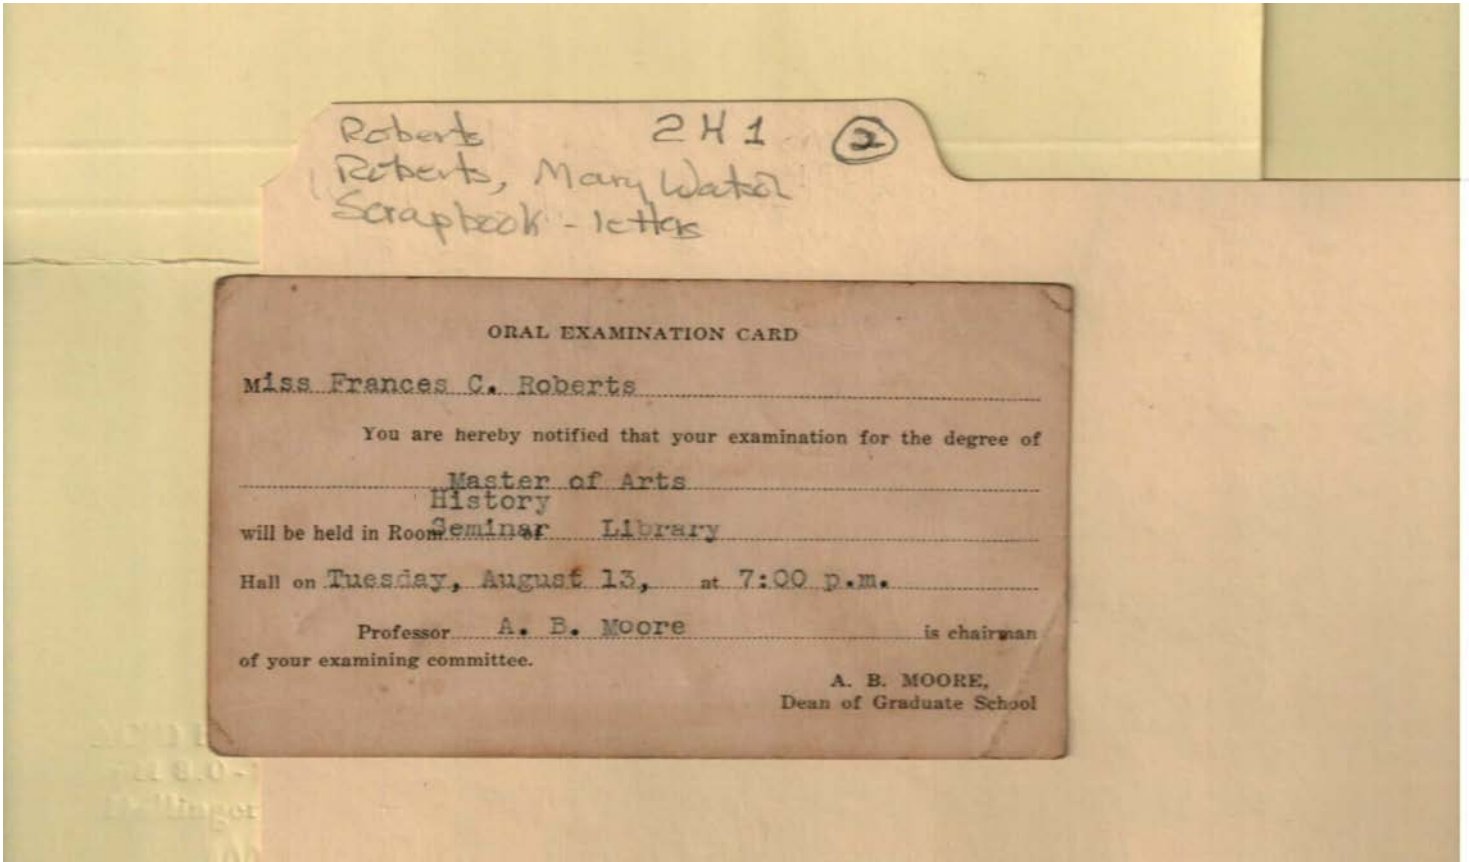 Roberts 2H1 2
Roberts, Mary Watson
Scrapbook - letters
ORAL EXAMINATION CARD
Miss Frances C. Roberts
You are hereby notified that your examination for the degree of
Master of Arts
History
will be held in Room Seminar Library
Hall on Tuesday, August 13, at 7:00 p.m.
Professor A. B. Moore is chairman
of your examining committee.
A. B. MOORE,
Dean of Graduate School